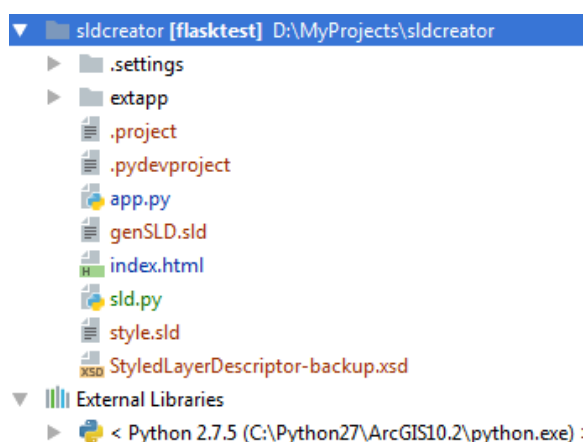 sldcreator [flasktest] D:\MyProjects\sldcreator
.settings
extapp
.project
.pydevproject
app.py
genSLD.sld
H
index.html
sld.py
style.sld
XSD
StyledLayerDescriptor-backup.xsd
External Libraries
< Python 2.7.5 (C:\Python27\ArcGIS10.2\python.exe)